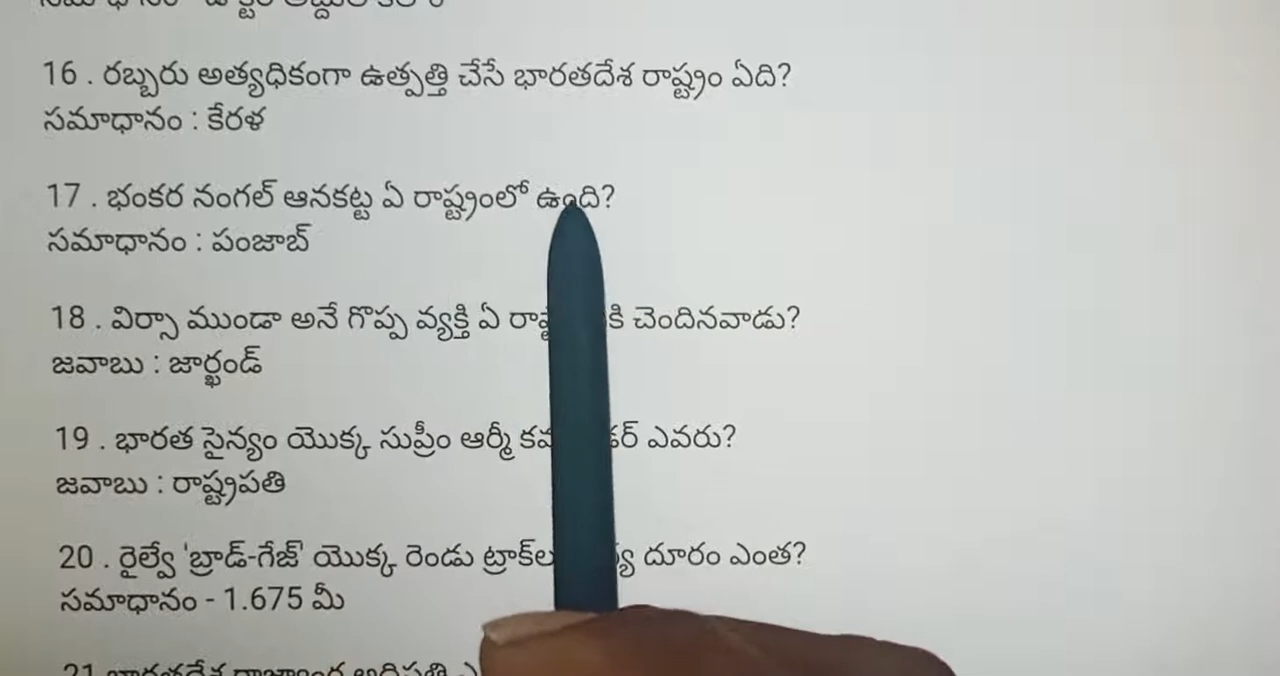 16 . రబ్బరు అత్యధికంగా ఉత్పత్తి చేసే భారతదేశ రాష్ట్రం ఏది?
సమాధానం : కేరళ
17 . భంకర నంగల్ ఆనకట్ట ఏ రాష్ట్రంలో ఉంది?
సమాధానం : పంజాబ్
18 . విర్సా ముండా అనే గొప్ప వ్యక్తి ఏ చెందినవాడు?
జవాబు : జార్ఖండ్
19 . భారత సైన్యం యొక్క సుప్రీం ఆర్మీ ఎవరు?
జవాబు : రాష్ట్రపతి
20 . రైల్వే 'బ్రాడ్-గేజ్' యొక్క రెండు దూరం ఎంత?
సమాధానం - 1.675 మీ
21